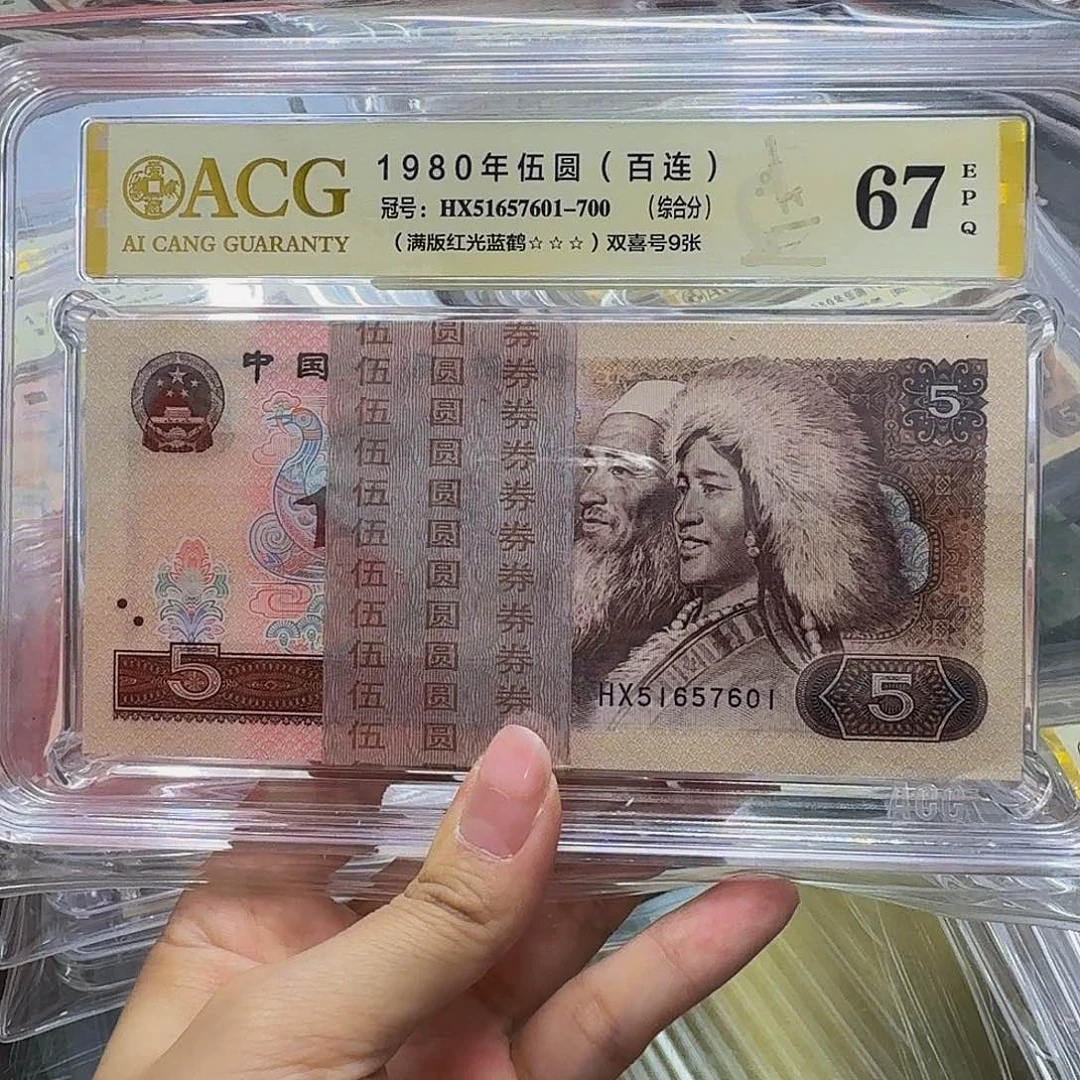 ACG
AI CANG GUARANTY
1980年伍圆(百连)
冠号: HX51657601-700 (综合分)
(满版红光蓝鹤☆☆☆)双喜号9张
67
EPQ
伍 圆 券
伍 圆 券
伍 圆 券
伍 圆 券
伍 圆 券
伍 圆 券
伍 圆 券
伍 圆 券
伍 圆 券
伍 圆 券
伍 圆
中国
5
5
HX51657601
5
ACG